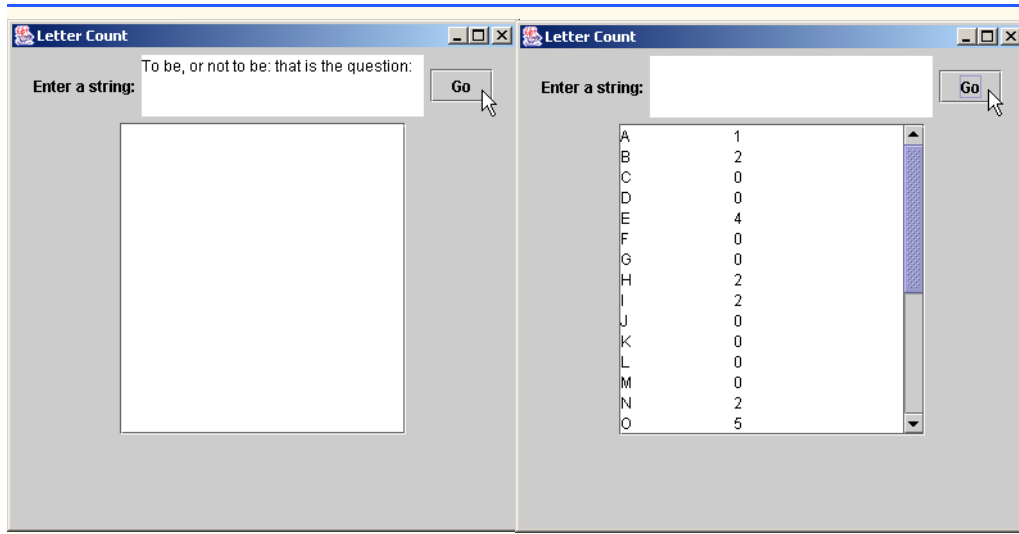 Letter Count
Enter a string:
To be, or not to be: that is the question:
Go
Letter Count
Enter a string:
Go
A 1
B 2
C 0
D 0
E 4
F 0
G 0
H 2
I 2
J 0
K 0
L 0
M 0
N 2
O 5